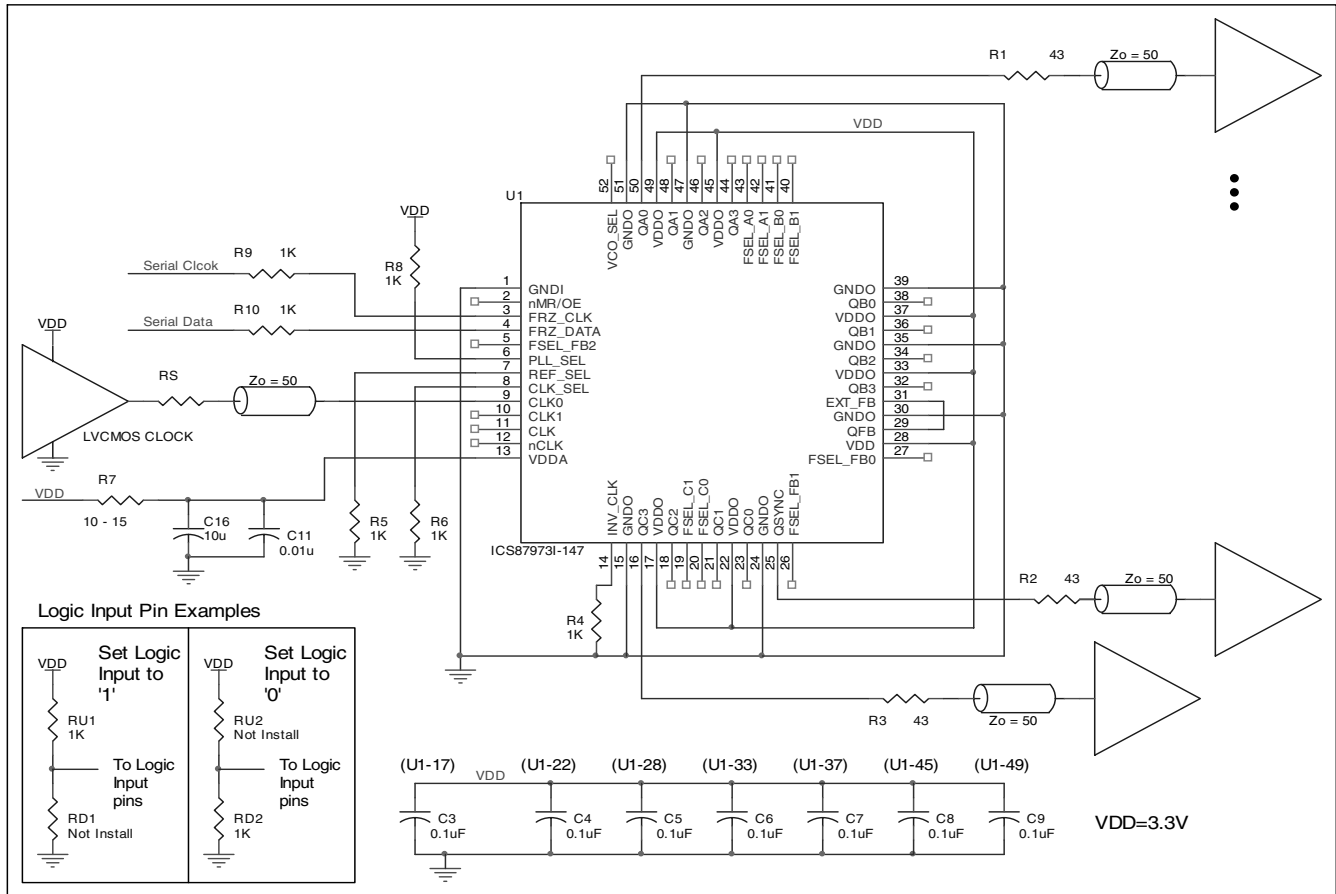 R1 43 Zo = 50
VDD
52 51 50 49 48 47 46 45 44 43 42 41 40
U1
VCO_SEL
GNDO
QA0
VDDO
QA1
GNDO
QA2
VDDO
QA3
FSEL_A0
FSEL_A1
FSEL_B0
FSEL_B1
VDD
R9 1K
Serial Clcok
R8
1K
R10 1K
Serial Data
VDD
RS
Zo = 50
LVCMOS CLOCK
1 GNDI
2 nMR/OE
3 FRZ_CLK
4 FRZ_DATA
5 FSEL_FB2
6 PLL_SEL
7 REF_SEL
8 CLK_SEL
9 CLK0
10 CLK1
11 CLK
12 nCLK
13 VDDA
GNDO 39
QB0 38
VDDO 37
QB1 36
GNDO 35
QB2 34
VDDO 33
QB3 32
EXT_FB 31
GNDO 30
QFB 29
VDD 28
FSEL_FB0 27
VDD
R7
10 - 15
C16
10u
C11
0.01u
R5
1K
R6
1K
INV_CLK
GNDO
QC3
VDDO
QC2
FSEL_C1
FSEL_C0
QC1
VDDO
QC0
GNDO
QSYNC
FSEL_FB1
ICS87973I-147
14 15 16 17 18 19 20 21 22 23 24 25 26
R4
1K
R2 43 Zo = 50
R3 43 Zo = 50
Logic Input Pin Examples
VDD
Set Logic
Input to
'1'
RU1
1K
To Logic
Input
pins
RD1
Not Install
VDD
Set Logic
Input to
'0'
RU2
Not Install
To Logic
Input
pins
RD2
1K
(U1-17) (U1-22) (U1-28) (U1-33) (U1-37) (U1-45) (U1-49)
VDD
C3
0.1uF
C4
0.1uF
C5
0.1uF
C6
0.1uF
C7
0.1uF
C8
0.1uF
C9
0.1uF
VDD=3.3V